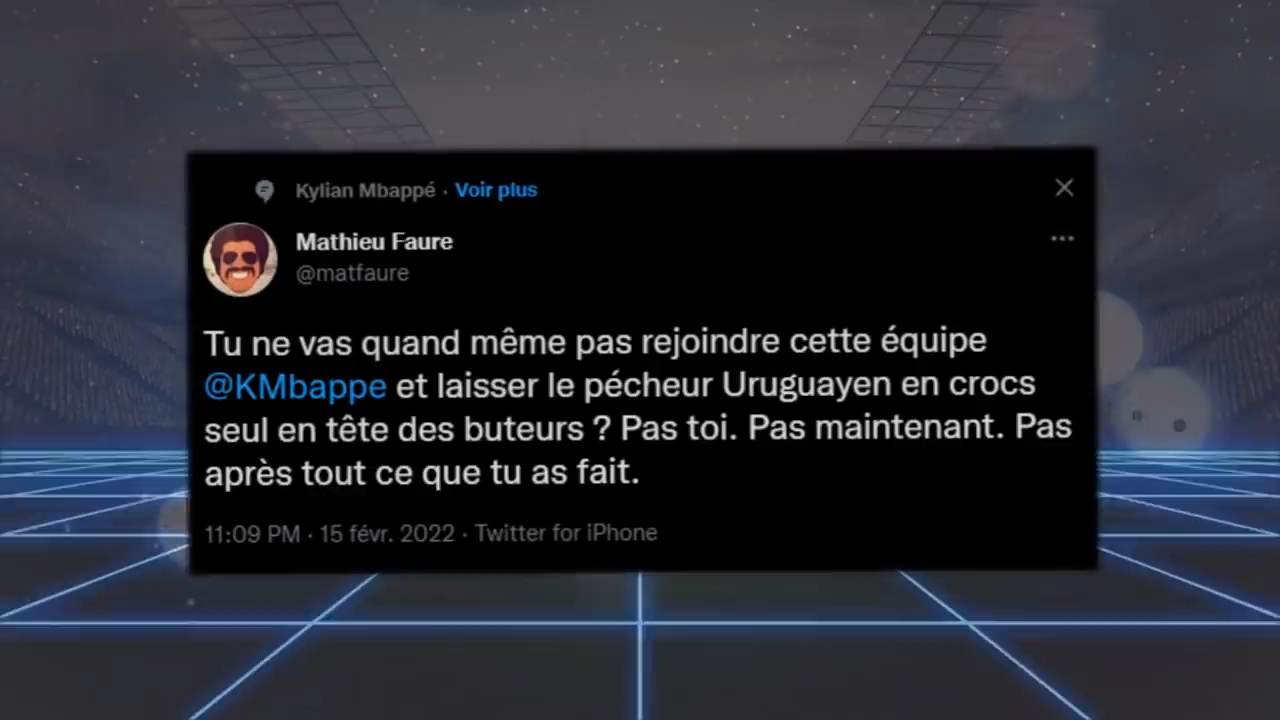 Kylian Mbappé · Voir plus
Mathieu Faure
@matfaure
Tu ne vas quand même pas rejoindre cette équipe
@KMbappe et laisser le pécheur Uruguayen en crocs
seul en tête des buteurs ? Pas toi. Pas maintenant. Pas
après tout ce que tu as fait.
11:09 PM · 15 févr. 2022 · Twitter for iPhone